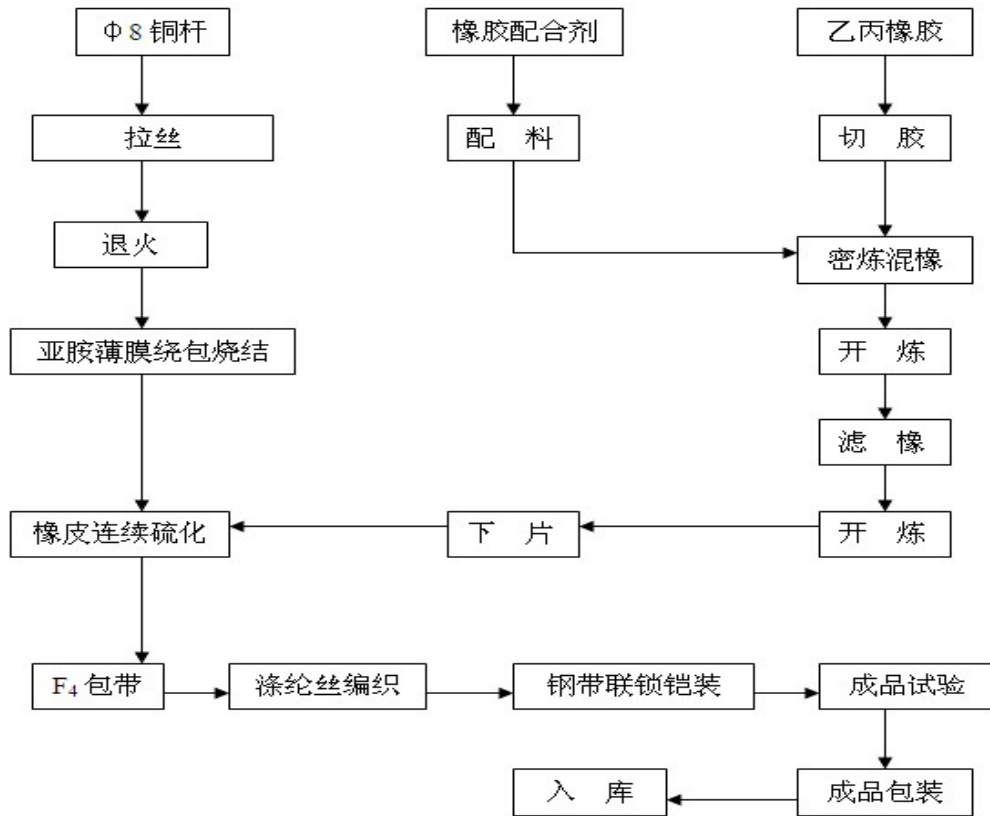 Φ8铜杆
橡胶配合剂
乙丙橡胶
拉丝
配 料
切 胶
退火
密炼混橡
亚胺薄膜绕包烧结
开 炼
滤 橡
橡皮连续硫化
下 片
开 炼
F₄包带
涤纶丝编织
钢带联锁铠装
成品试验
入 库
成品包装